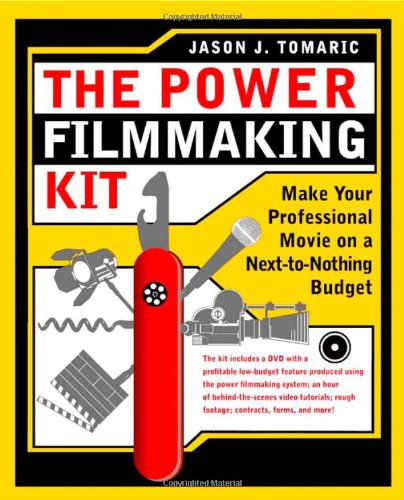 JASON J. TOMARIC
THE POWER
FILMMAKING
KIT
Make Your
Professional
Movie on a
Next-to-Nothing
Budget
The kit includes a DVD with a
profitable low-budget feature produced using
the power filmmaking system; an hour
of behind-the-scenes video tutorials; rough
footage; contracts, forms, and more!
Copyrighted Material